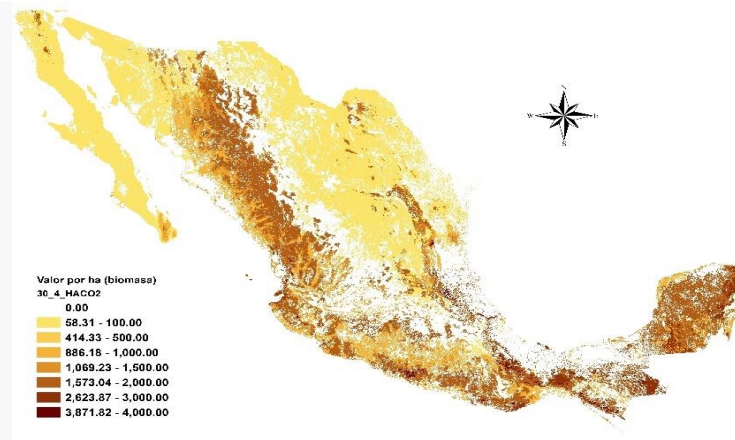 N
W
E
S
Valor por ha (biomasa)
30_4_HACO2
0.00
58.31 - 100.00
414.33 - 500.00
886.18 - 1,000.00
1,069.23 - 1,500.00
1,573.04 - 2,000.00
2,623.87 - 3,000.00
3,871.82 - 4,000.00